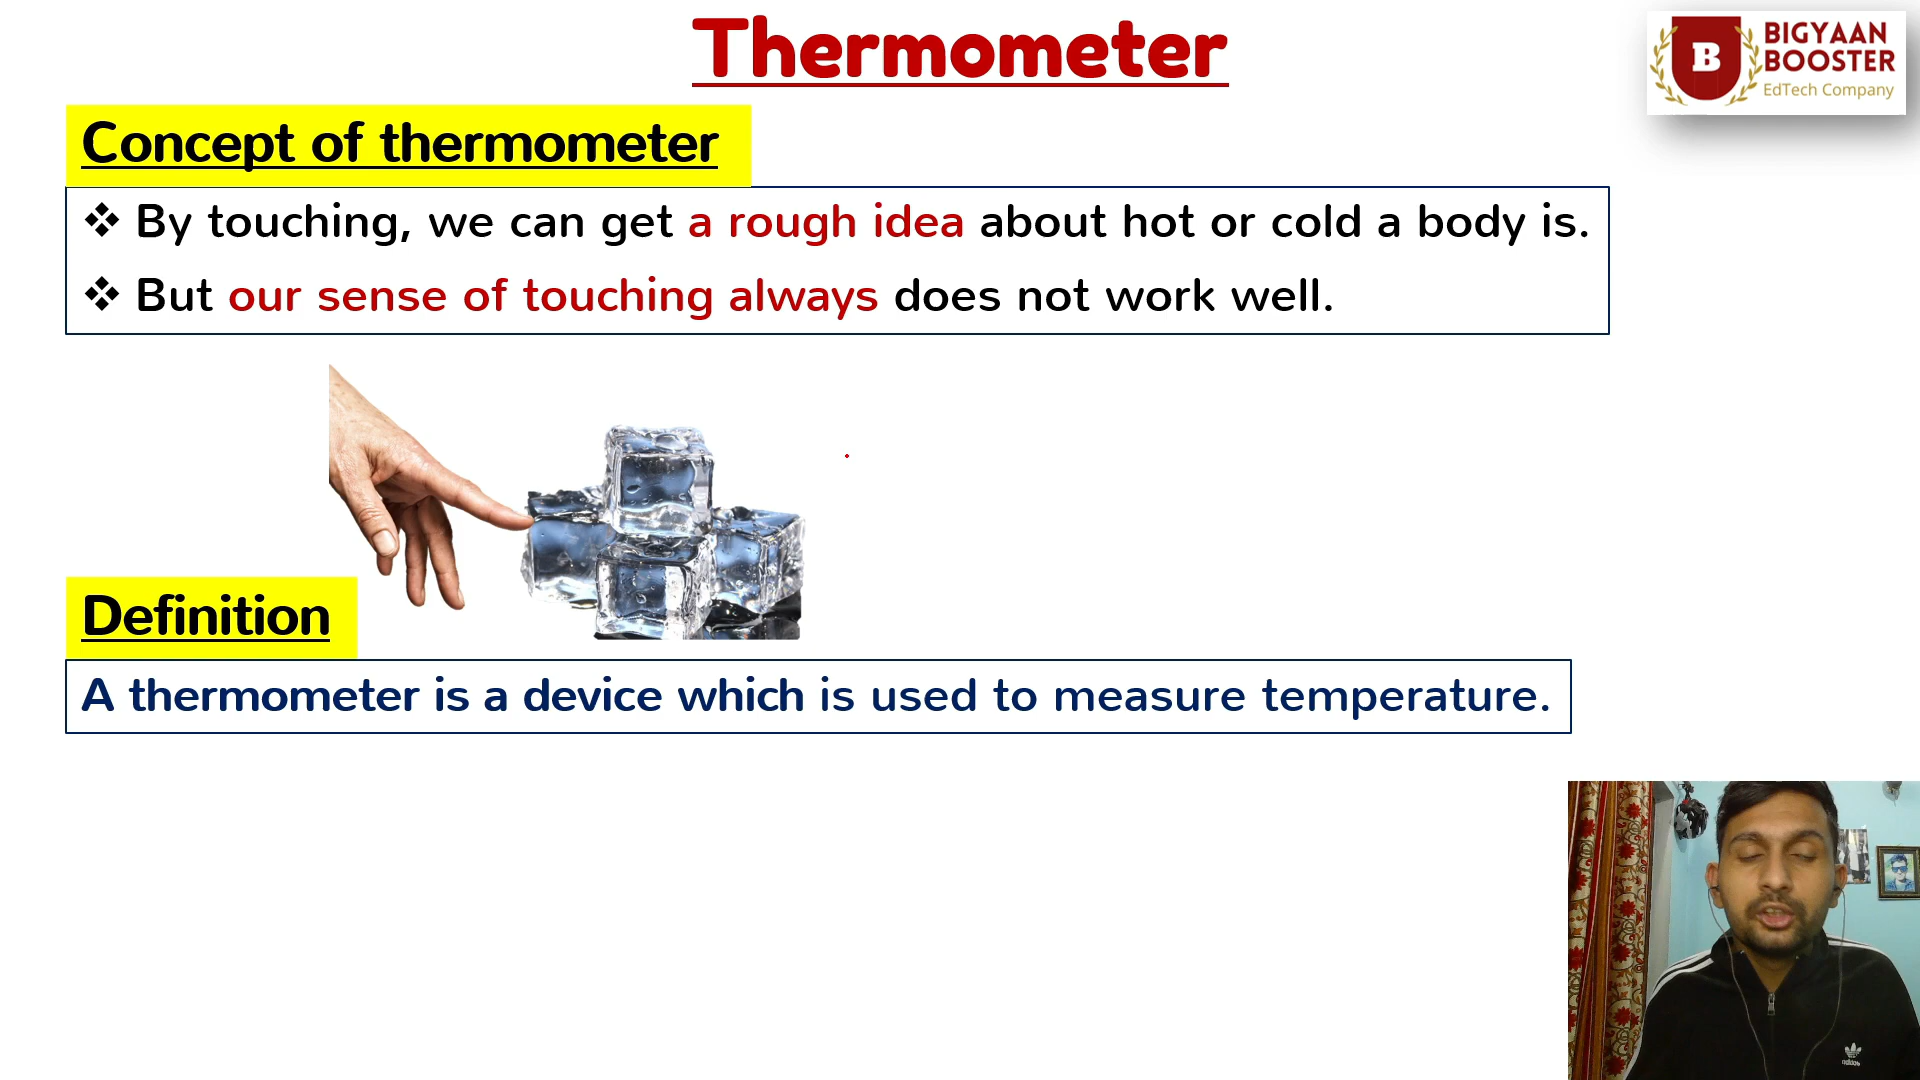 Thermometer
BIGYAAN
BOOSTER
EdTech Company
B
Concept of thermometer
❖ By touching, we can get a rough idea about hot or cold a body is.
❖ But our sense of touching always does not work well.
Definition
A thermometer is a device which is used to measure temperature.
adidas